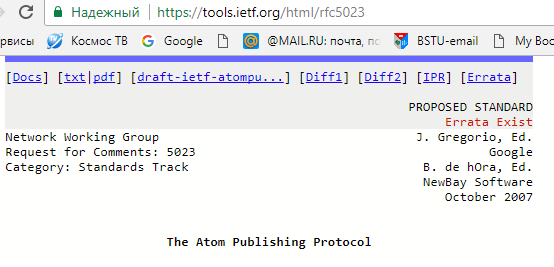 Надежный https://tools.ietf.org/html/rfc5023
рвисы Космос ТВ Google @MAIL.RU: почта, по BSTU-email My Boo
[Docs] [txt|pdf] [draft-ietf-atompu...] [Diff1] [Diff2] [IPR] [Errata]
PROPOSED STANDARD
Errata Exist
Network Working Group J. Gregorio, Ed.
Request for Comments: 5023 Google
Category: Standards Track B. de hOra, Ed.
NewBay Software
October 2007
The Atom Publishing Protocol